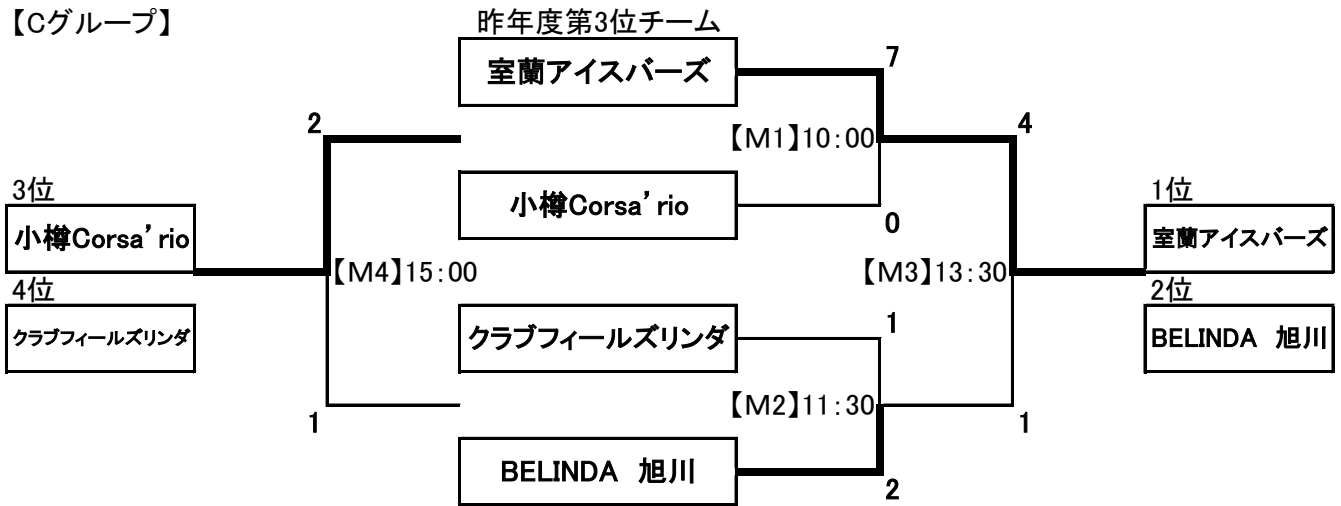 【Cグループ】
昨年度第3位チーム
室蘭アイスバーズ
7
2
【M1】10:00
4
3位
小樽Corsa'rio
小樽Corsa'rio
0
1位
室蘭アイスバーズ
【M4】15:00
【M3】13:30
4位
クラブフィールズリンダ
クラブフィールズリンダ
1
2位
BELINDA 旭川
1
【M2】11:30
1
BELINDA 旭川
2